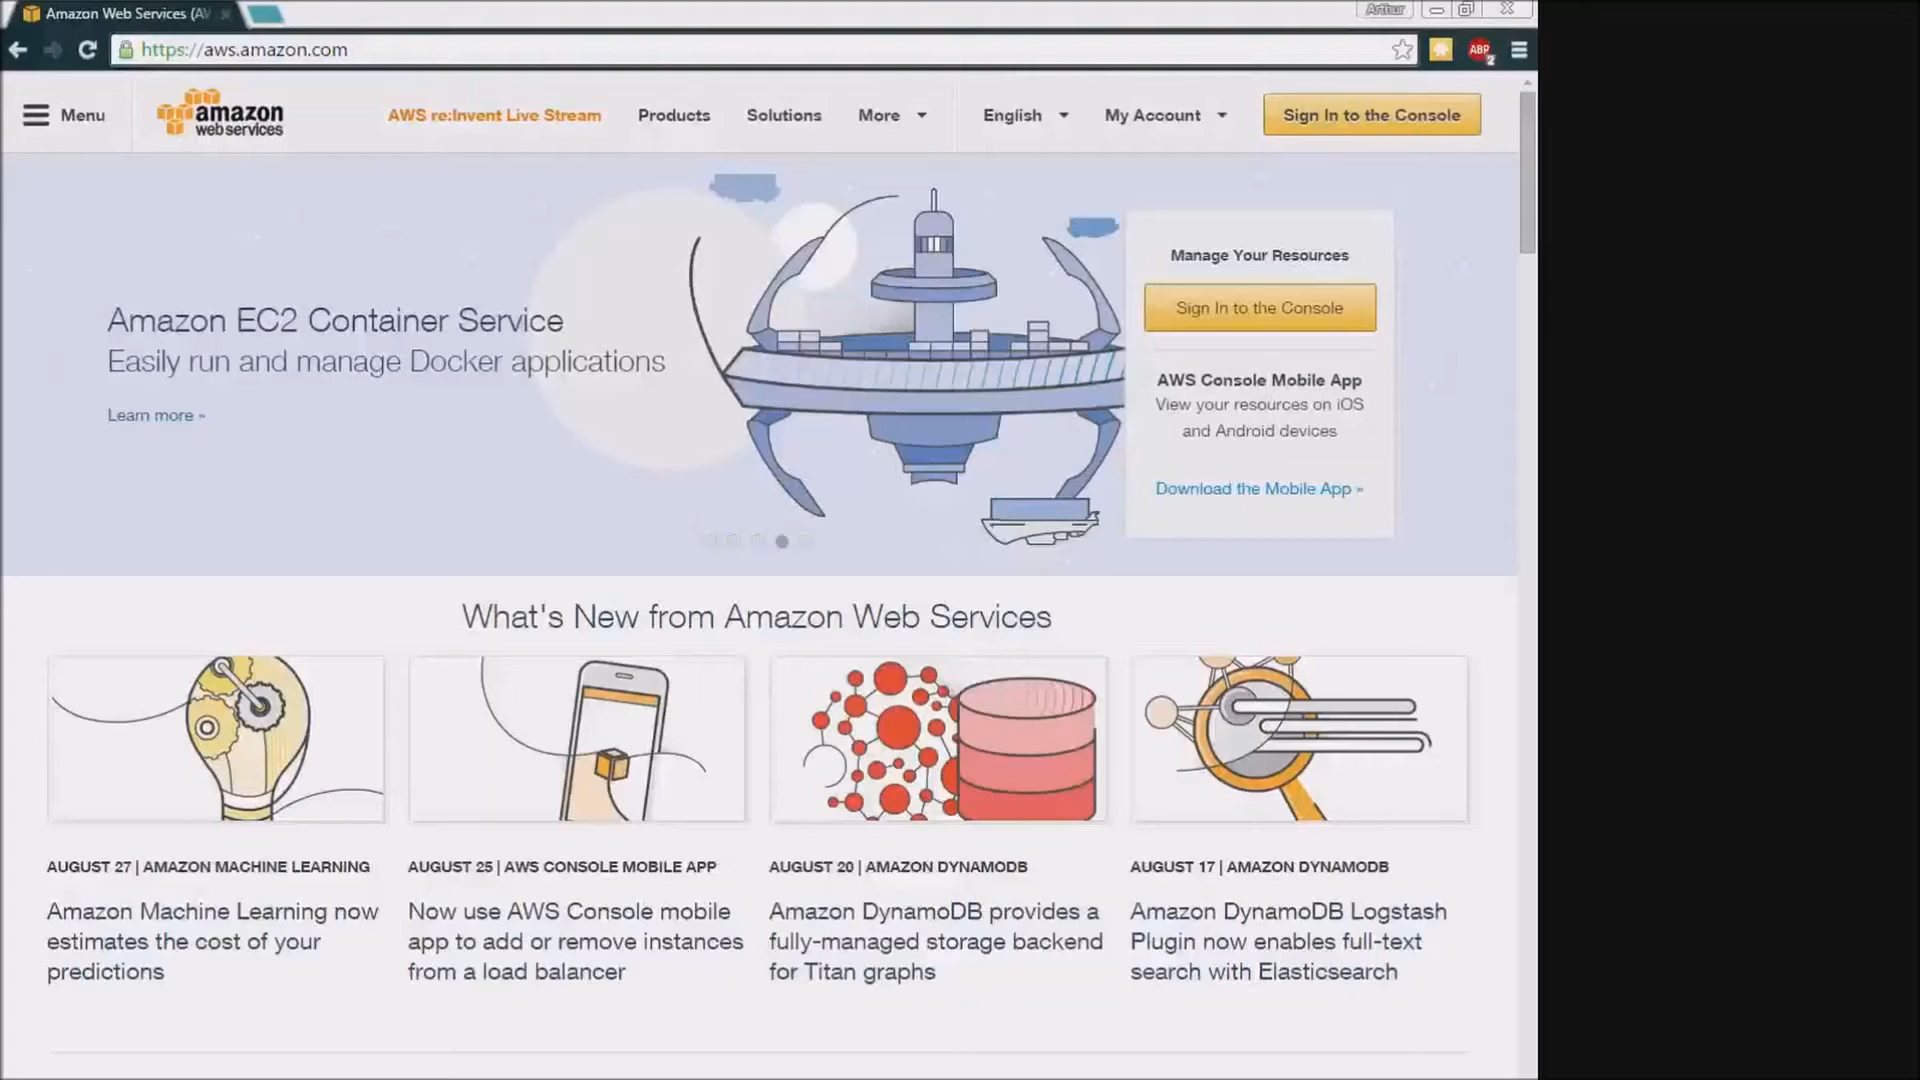 Amazon Web Services (AW
Arthur
https://aws.amazon.com
ABP
2
Menu
amazon
web services
AWS re:Invent Live Stream
Products
Solutions
More
English
My Account
Sign In to the Console
Amazon EC2 Container Service
Easily run and manage Docker applications
Learn more »
Manage Your Resources
Sign In to the Console
AWS Console Mobile App
View your resources on iOS
and Android devices
Download the Mobile App »
What's New from Amazon Web Services
AUGUST 27 | AMAZON MACHINE LEARNING
Amazon Machine Learning now
estimates the cost of your
predictions
AUGUST 25 | AWS CONSOLE MOBILE APP
Now use AWS Console mobile
app to add or remove instances
from a load balancer
AUGUST 20 | AMAZON DYNAMODB
Amazon DynamoDB provides a
fully-managed storage backend
for Titan graphs
AUGUST 17 | AMAZON DYNAMODB
Amazon DynamoDB Logstash
Plugin now enables full-text
search with Elasticsearch